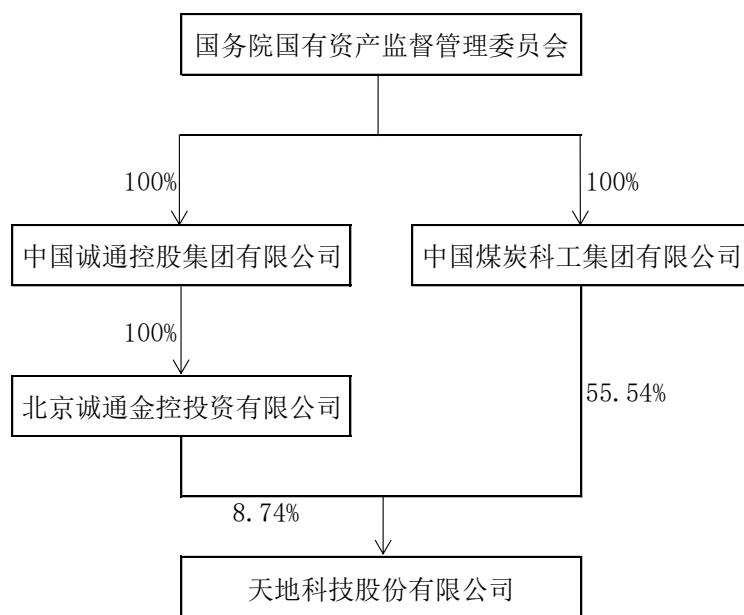 国务院国有资产监督管理委员会
100%
100%
中国诚通控股集团有限公司
中国煤炭科工集团有限公司
100%
北京诚通金控投资有限公司
55.54%
8.74%
天地科技股份有限公司